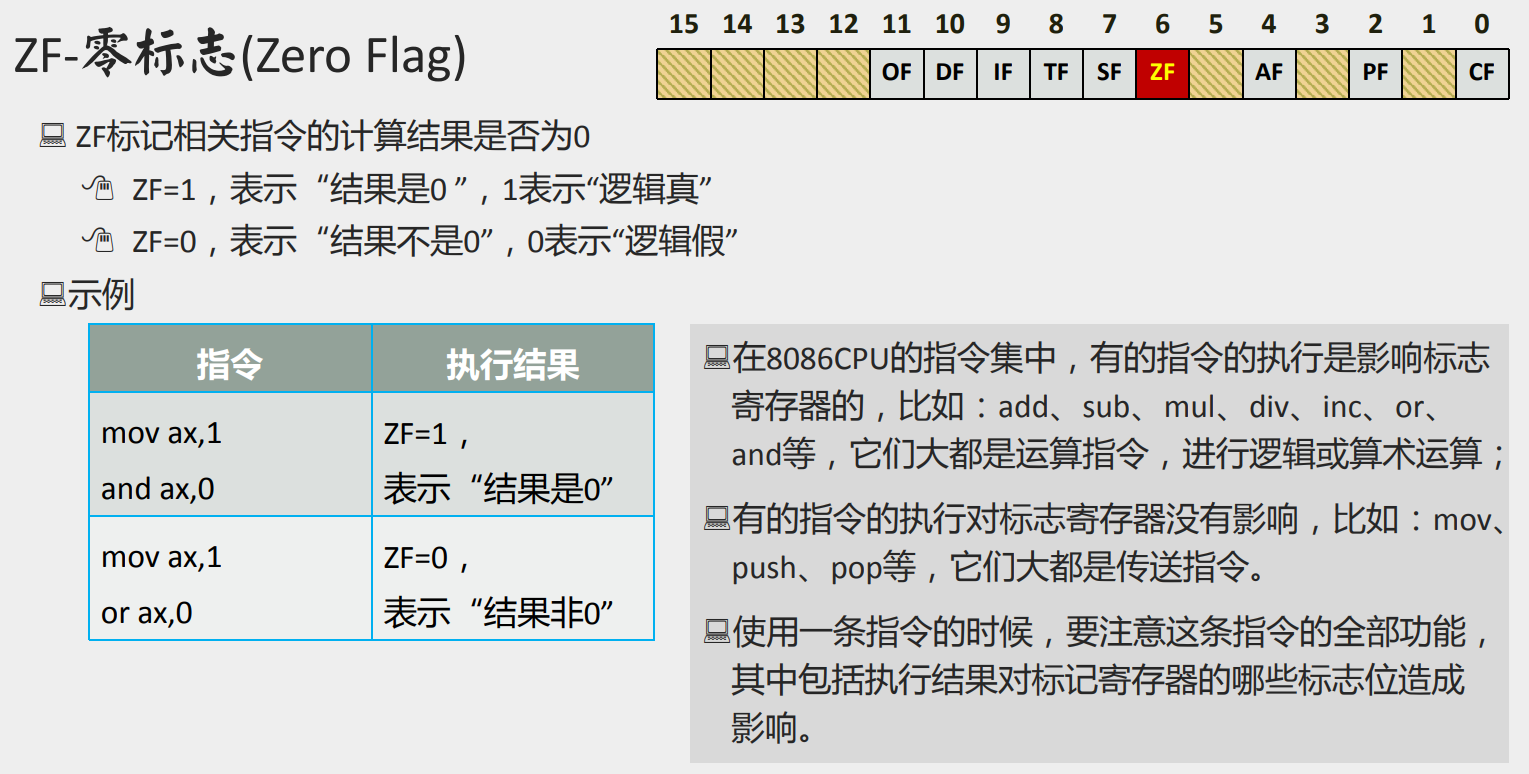 ZF-零标志(Zero Flag)
15 14 13 12 11 10 9 8 7 6 5 4 3 2 1 0
OF DF IF TF SF ZF AF PF CF
ZF标记相关指令的计算结果是否为0
ZF=1，表示“结果是0 ”，1表示“逻辑真”
ZF=0，表示“结果不是0”，0表示“逻辑假”
示例
指令 执行结果
mov ax,1 ZF=1，
and ax,0 表示“结果是0”
mov ax,1 ZF=0，
or ax,0 表示“结果非0”
在8086CPU的指令集中，有的指令的执行是影响标志
寄存器的，比如：add、sub、mul、div、inc、or、
and等，它们大都是运算指令，进行逻辑或算术运算；
有的指令的执行对标志寄存器没有影响，比如：mov、
push、pop等，它们大都是传送指令。
使用一条指令的时候，要注意这条指令的全部功能，
其中包括执行结果对标记寄存器的哪些标志位造成
影响。